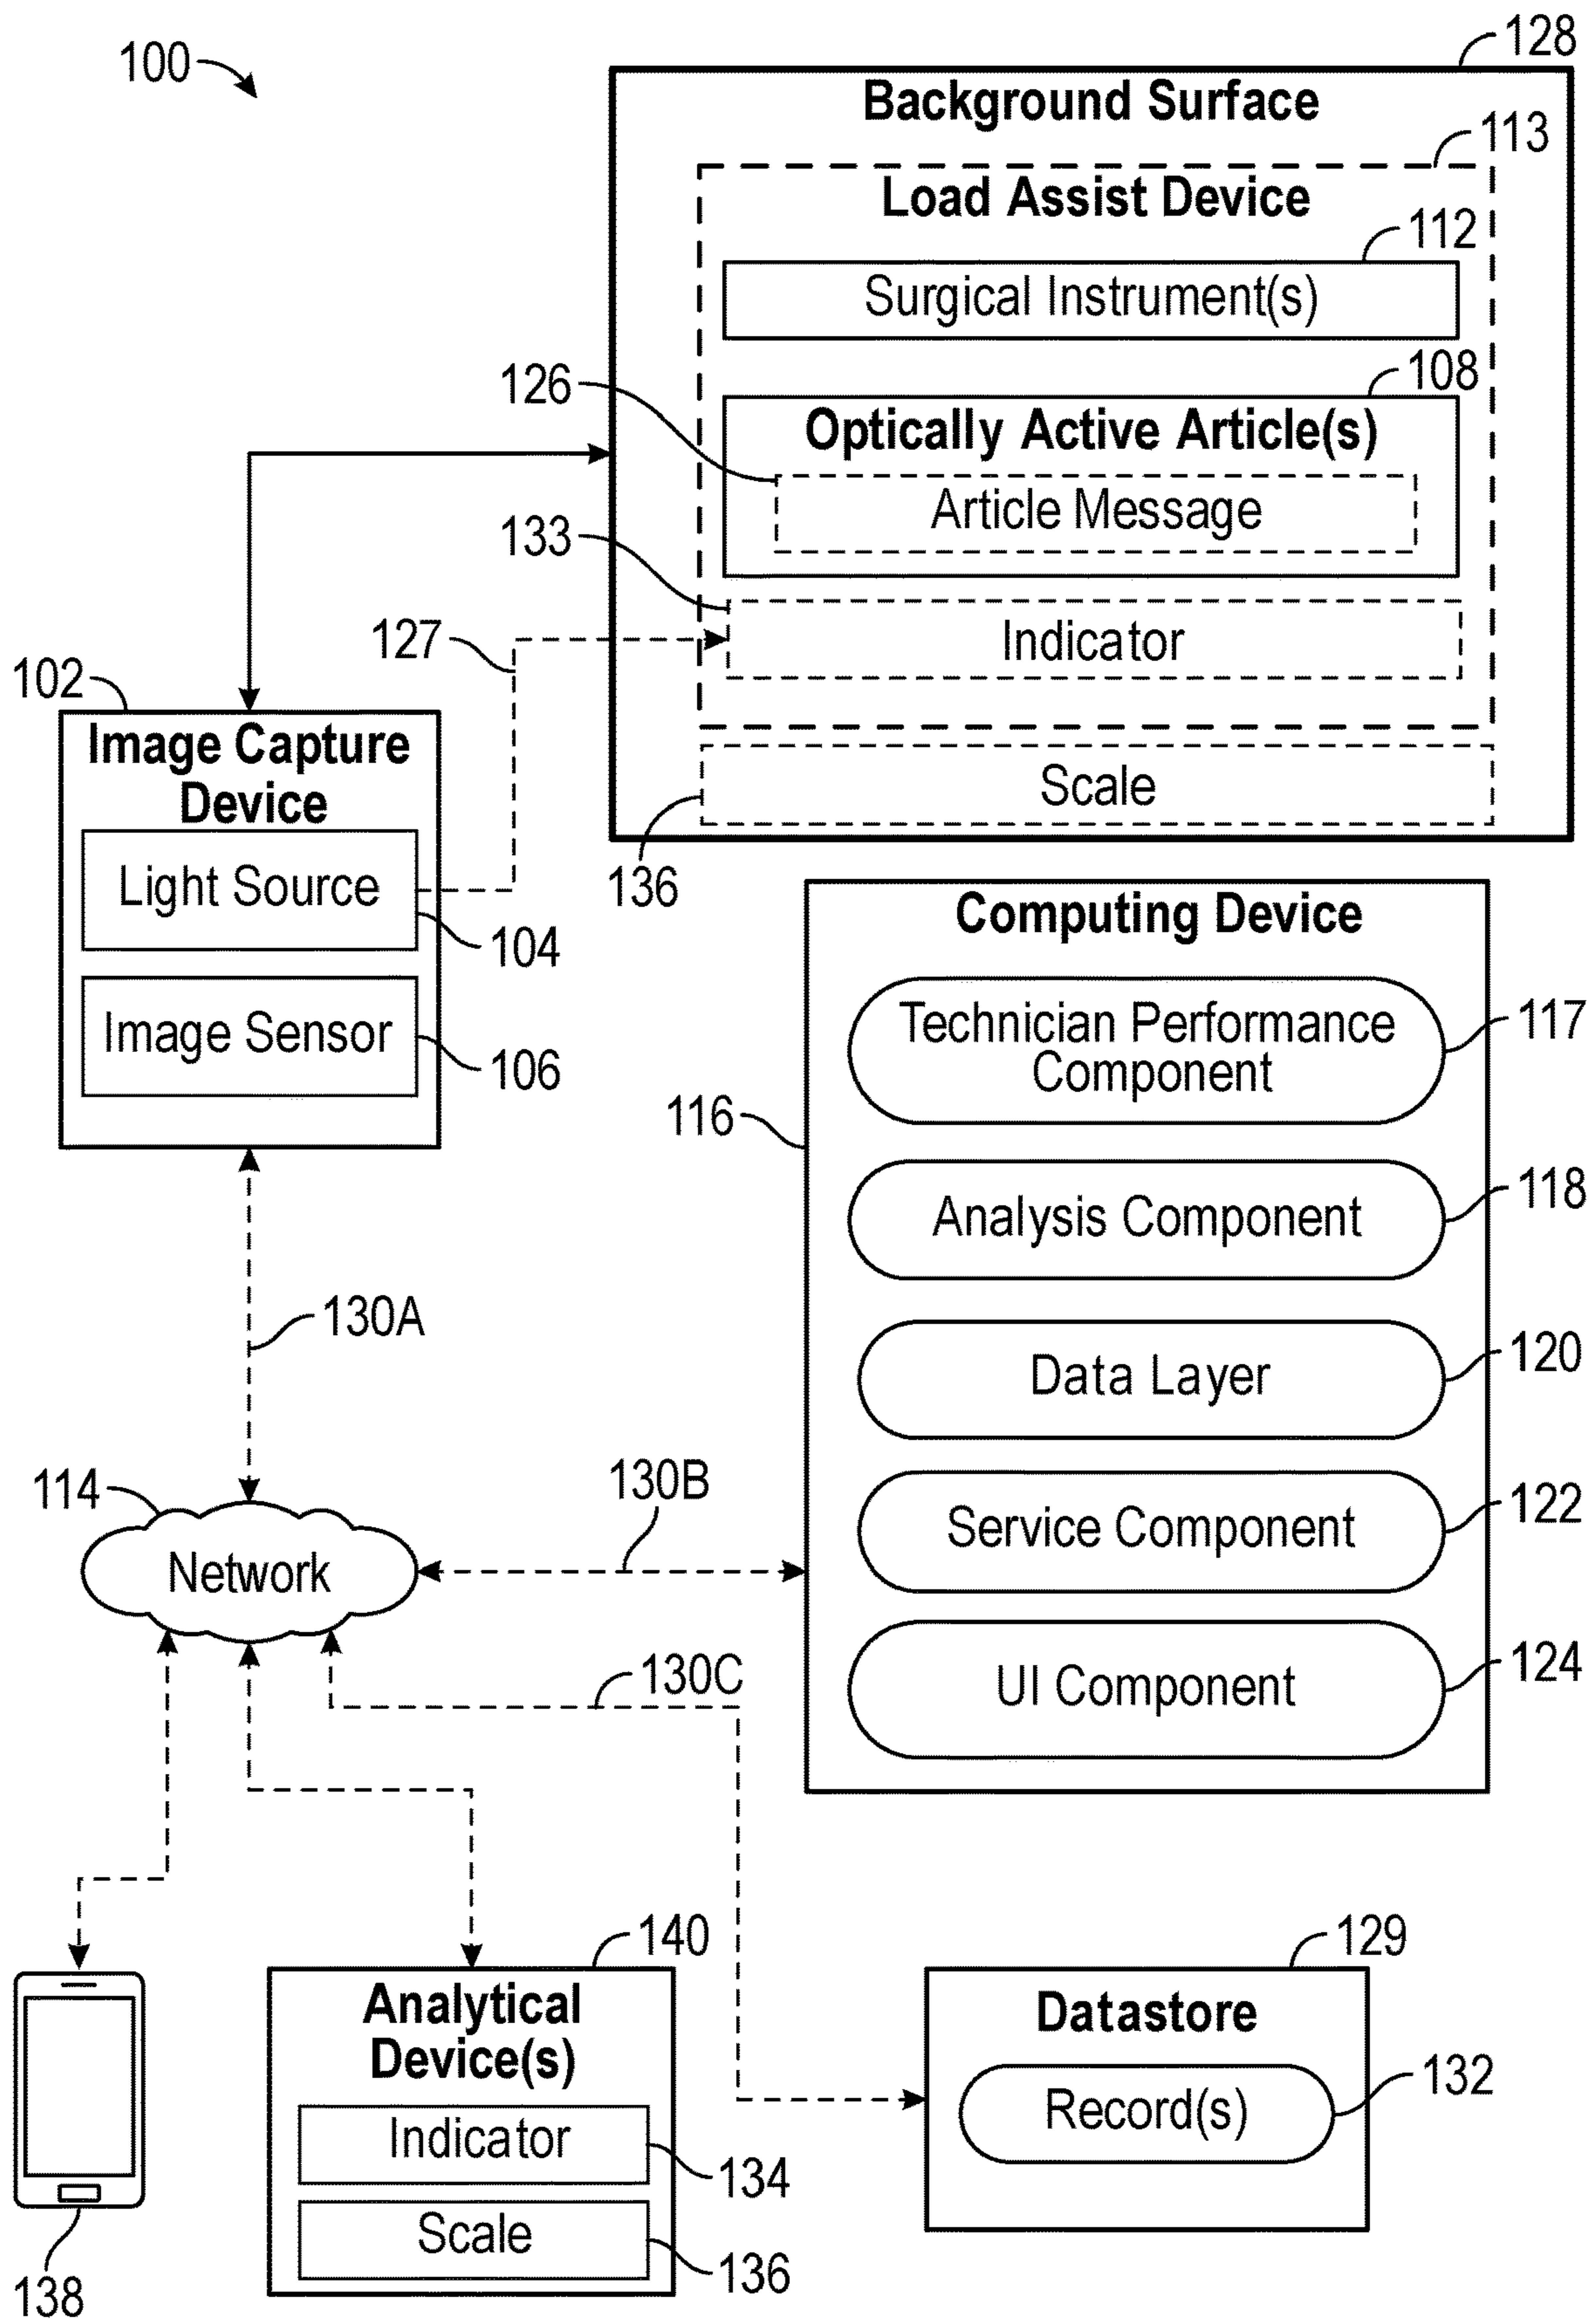 100
128
Background Surface
113
Load Assist Device
112
Surgical Instrument(s)
126
108
Optically Active Article(s)
Article Message
133
Indicator
127
102
Image Capture
Device
Scale
136
Light Source
104
Image Sensor
106
Computing Device
Technician Performance
Component
117
116
Analysis Component
118
130A
Data Layer
120
114
Network
130B
Service Component
122
130C
UI Component
124
140
Analytical
Device(s)
Indicator
134
Scale
136
129
Datastore
Record(s)
132
138